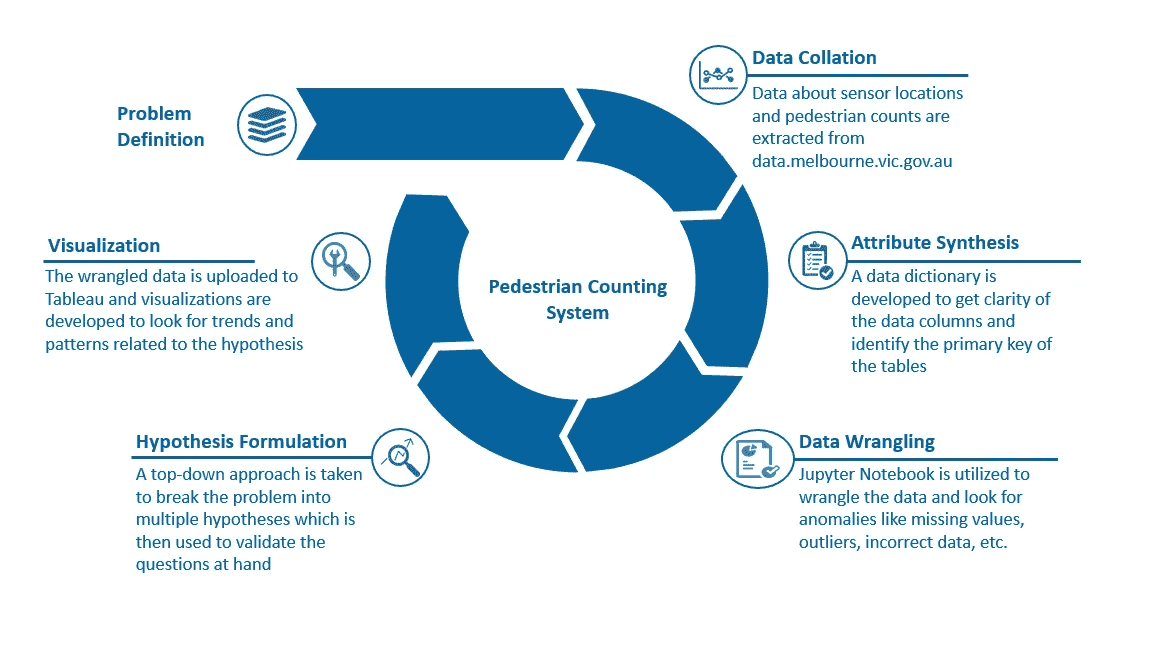 Problem
Definition
Data Collation
Data about sensor locations
and pedestrian counts are
extracted from
data.melbourne.vic.gov.au
Attribute Synthesis
A data dictionary is
developed to get clarity of
the data columns and
identify the primary key of
the tables
Data Wrangling
Jupyter Notebook is utilized to
wrangle the data and look for
anomalies like missing values,
outliers, incorrect data, etc.
Hypothesis Formulation
A top-down approach is taken
to break the problem into
multiple hypotheses which is
then used to validate the
questions at hand
Visualization
The wrangled data is uploaded to
Tableau and visualizations are
developed to look for trends and
patterns related to the hypothesis
Pedestrian Counting
System